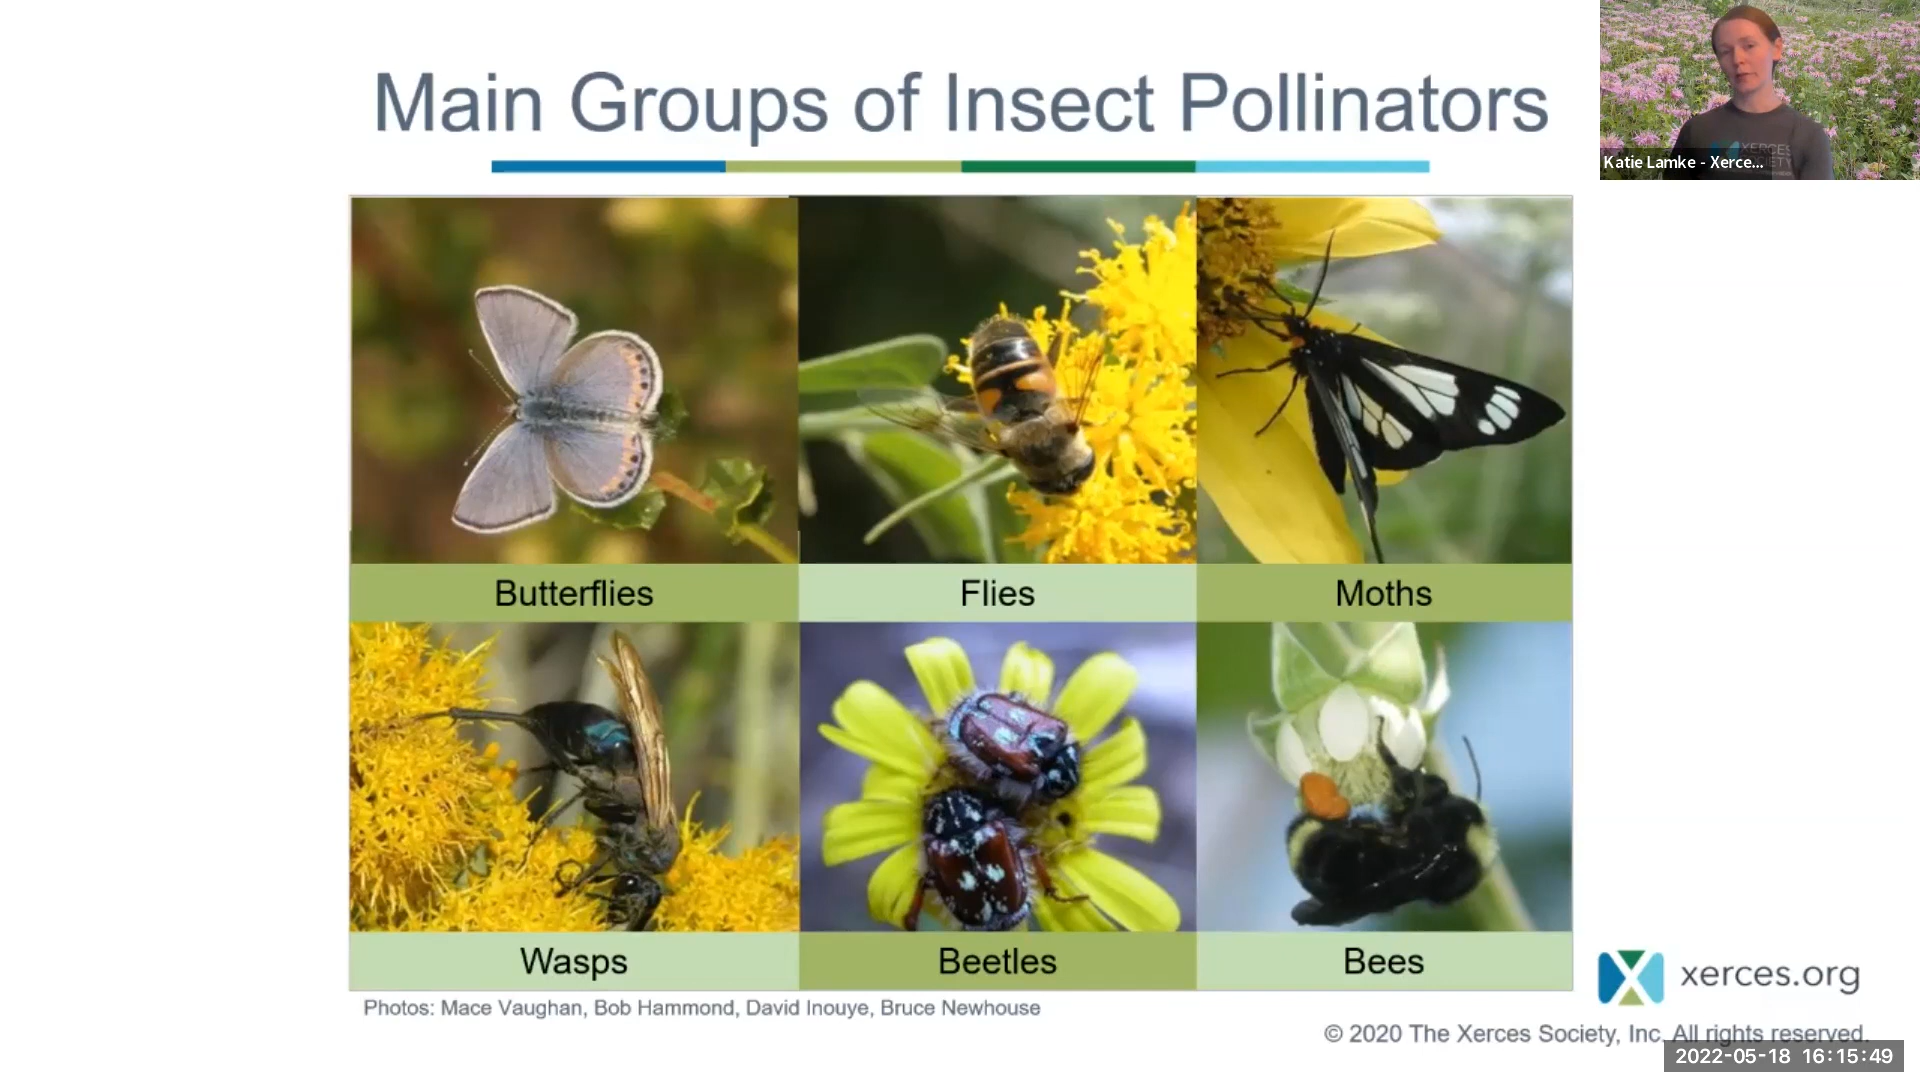 Main Groups of Insect Pollinators
Katie Lamke - Xerce...
XERCES
Butterflies
Flies
Moths
Wasps
Beetles
Bees
Photos: Mace Vaughan, Bob Hammond, David Inouye, Bruce Newhouse
xerces.org
© 2020 The Xerces Society, Inc. All rights reserved.
2022-05-18 16:15:49